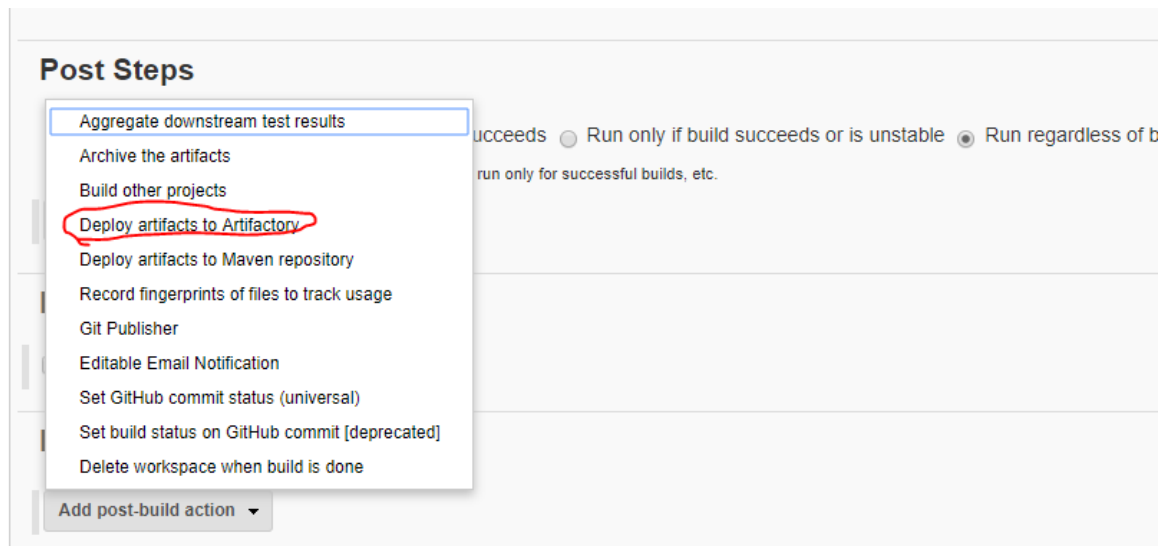 Post Steps
Aggregate downstream test results
ucceeds Run only if build succeeds or is unstable Run regardless of b
Archive the artifacts
run only for successful builds, etc.
Build other projects
Deploy artifacts to Artifactory
Deploy artifacts to Maven repository
Record fingerprints of files to track usage
Git Publisher
Editable Email Notification
Set GitHub commit status (universal)
Set build status on GitHub commit [deprecated]
Delete workspace when build is done
Add post-build action